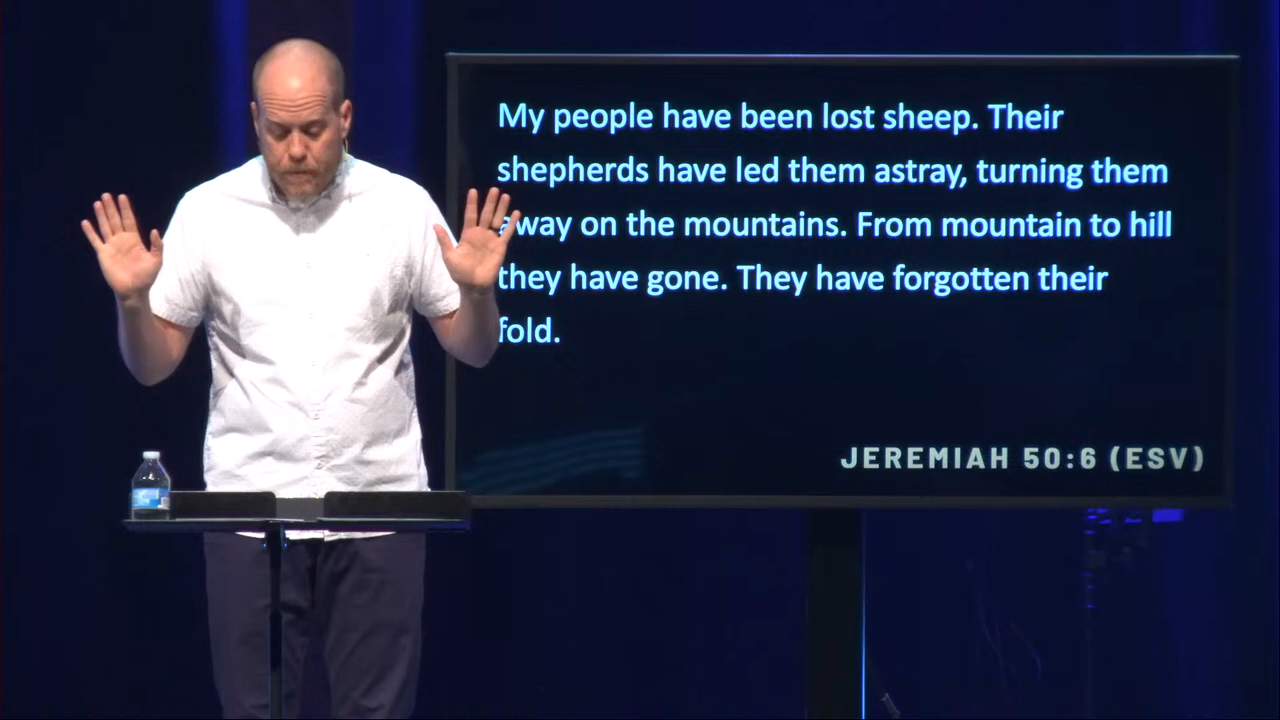 My people have been lost sheep. Their
shepherds have led them astray, turning them
away on the mountains. From mountain to hill
they have gone. They have forgotten their
fold.
JEREMIAH 50:6 (ESV)